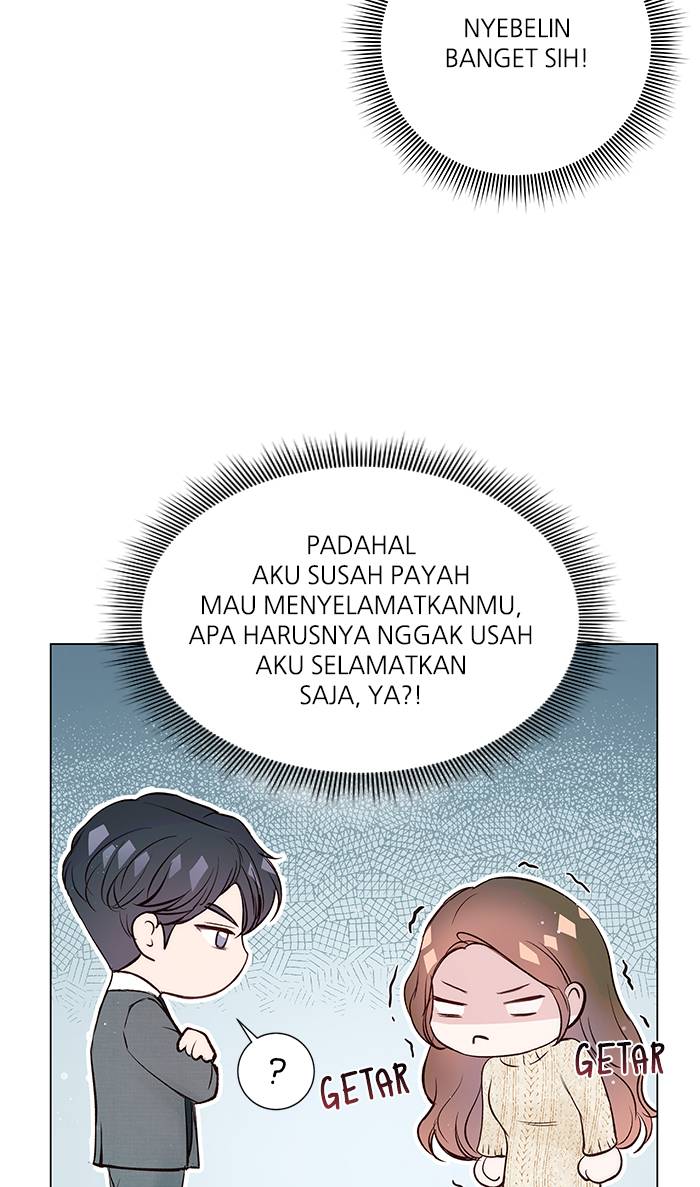 NYEBELIN
BANGET SIH!
PADAHAL
AKU SUSAH PAYAH
MAU MENYELAMATKANMU,
APA HARUSNYA NGGAK USAH
AKU SELAMATKAN
SAJA, YA?!
?
GETAR
GETAR